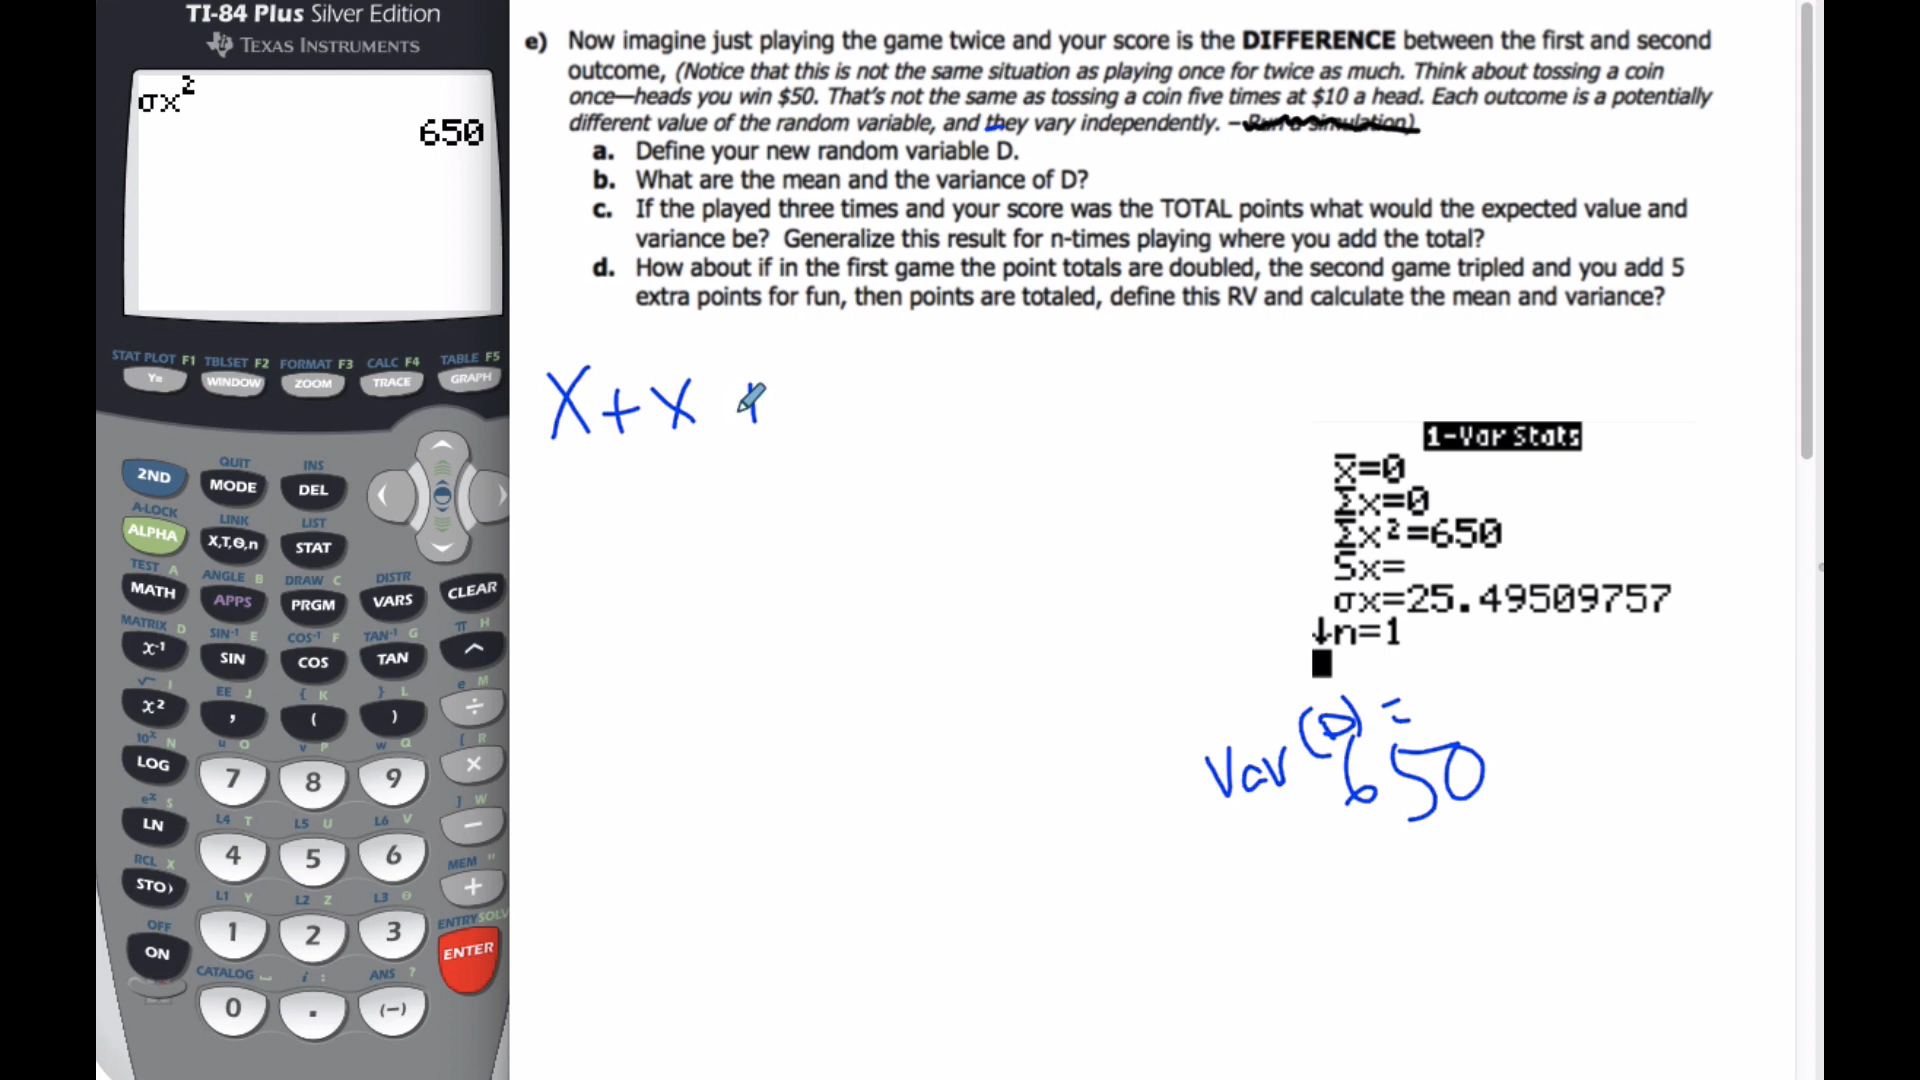 TI-84 Plus Silver Edition
TEXAS INSTRUMENTS
σx²
650
STAT PLOT F1 TBLSET F2 FORMAT F3 CALC F4 TABLE F5
Y= WINDOW ZOOM TRACE GRAPH
QUIT INS
2ND MODE DEL
A-LOCK LINK LIST
ALPHA X,T,Θ,n STAT
TEST A ANGLE B DRAW C DISTR
MATH APPS PRGM VARS CLEAR
MATRIX D SIN⁻¹ E COS⁻¹ F TAN⁻¹ G π H
x⁻¹ SIN COS TAN ^
√ I EE J { K } L e M
x² , ( ) ÷
10ˣ N u O v P w Q [ R
LOG 7 8 9 ×
eˣ S L4 T L5 U L6 V ] W
LN 4 5 6 −
RCL X L1 Y L2 Z L3 Θ MEM "
STO› 1 2 3 +
OFF CATALOG i : ANS ? ENTRY SOLV
ON 0 . (−) ENTER
e) Now imagine just playing the game twice and your score is the DIFFERENCE between the first and second
outcome, (Notice that this is not the same situation as playing once for twice as much. Think about tossing a coin
once—heads you win $50. That's not the same as tossing a coin five times at $10 a head. Each outcome is a potentially
different value of the random variable, and they vary independently. – Run a simulation)
a. Define your new random variable D.
b. What are the mean and the variance of D?
c. If the played three times and your score was the TOTAL points what would the expected value and
variance be? Generalize this result for n-times playing where you add the total?
d. How about if in the first game the point totals are doubled, the second game tripled and you add 5
extra points for fun, then points are totaled, define this RV and calculate the mean and variance?
X+X +
1-Var Stats
x̄=0
Σx=0
Σx²=650
Sx=
σx=25.49509757
↓n=1
Var (D) =
650